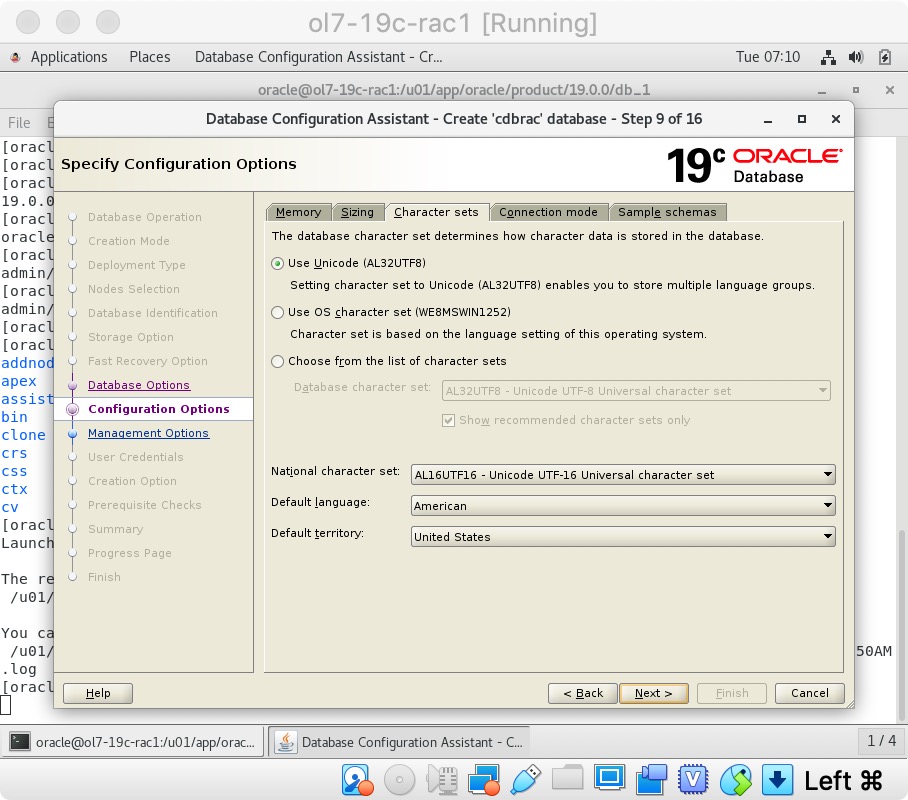 ol7-19c-rac1 [Running]
Applications Places Database Configuration Assistant - Cr... Tue 07:10
oracle@ol7-19c-rac1:/u01/app/oracle/product/19.0.0/db_1
File E
Database Configuration Assistant - Create 'cdbrac' database - Step 9 of 16
Specify Configuration Options
19c ORACLE
Database
[oracl
[oracl
[oracl
19.0.0
[oracl
oracle
[oracl
admin/
[oracl
admin/
[oracl
[oracl
addnod
apex
assist
bin
clone
crs
css
ctx
cv
[oracl
Launch
The re
/u01/
You ca
/u01/
50AM
.log
[oracl
Database Operation
Creation Mode
Deployment Type
Nodes Selection
Database Identification
Storage Option
Fast Recovery Option
Database Options
Configuration Options
Management Options
User Credentials
Creation Option
Prerequisite Checks
Summary
Progress Page
Finish
Memory Sizing Character sets Connection mode Sample schemas
The database character set determines how character data is stored in the database.
Use Unicode (AL32UTF8)
Setting character set to Unicode (AL32UTF8) enables you to store multiple language groups.
Use OS character set (WE8MSWIN1252)
Character set is based on the language setting of this operating system.
Choose from the list of character sets
Database character set: AL32UTF8 - Unicode UTF-8 Universal character set
Show recommended character sets only
National character set: AL16UTF16 - Unicode UTF-16 Universal character set
Default language: American
Default territory: United States
Help < Back Next > Finish Cancel
oracle@ol7-19c-rac1:/u01/app/orac... Database Configuration Assistant - C... 1 / 4
Left ⌘